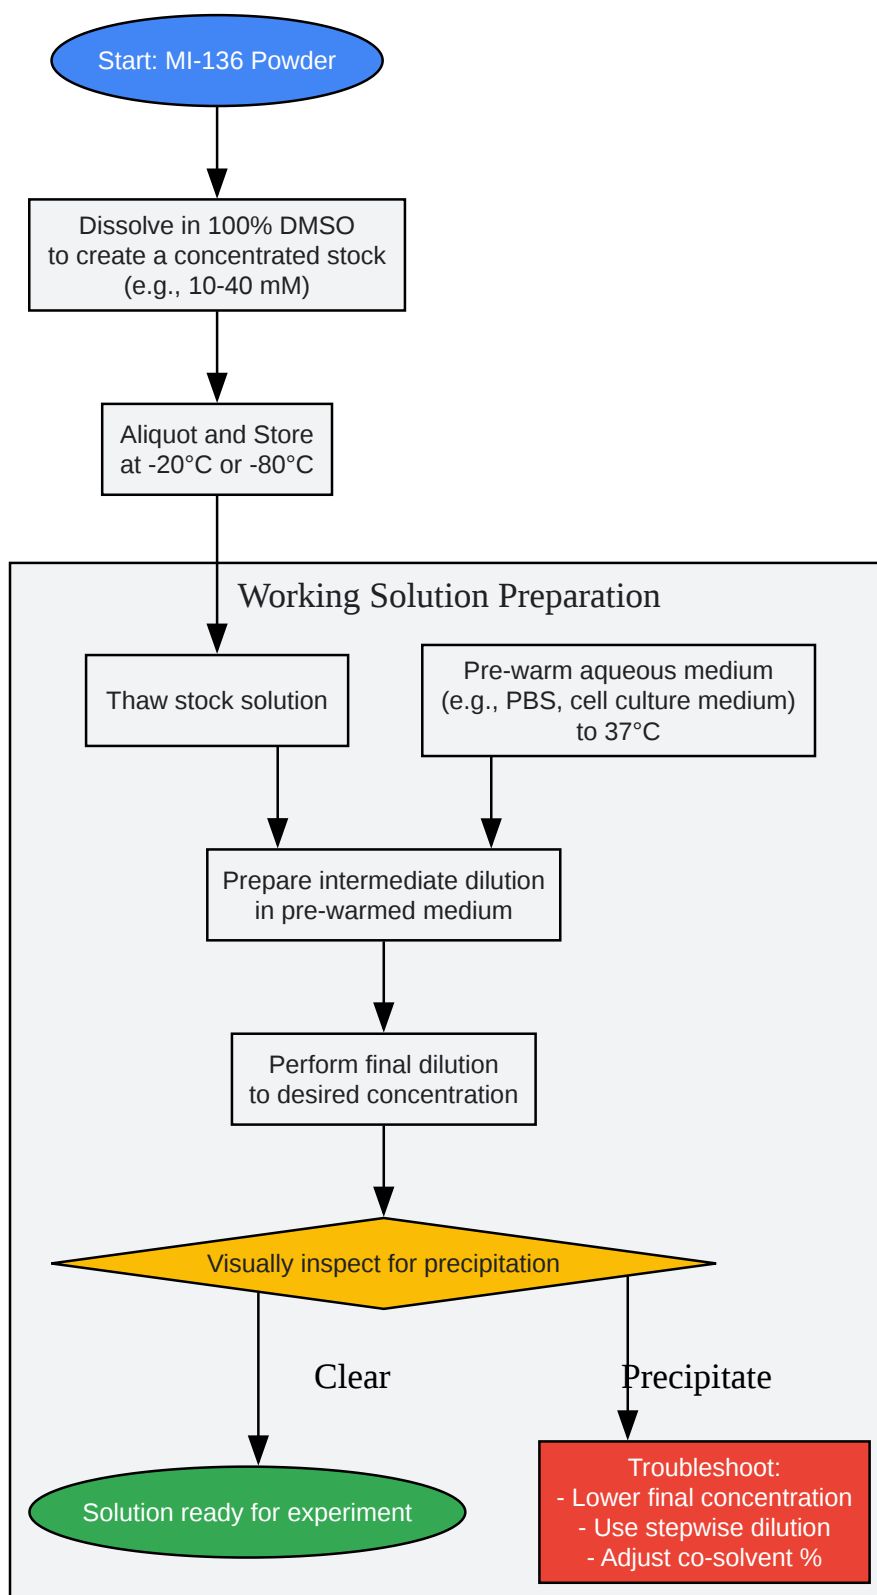 Start: MI-136 Powder
Dissolve in 100% DMSO
to create a concentrated stock
(e.g., 10-40 mM)
Aliquot and Store
at -20°C or -80°C
Working Solution Preparation
Thaw stock solution
Pre-warm aqueous medium
(e.g., PBS, cell culture medium)
to 37°C
Prepare intermediate dilution
in pre-warmed medium
Perform final dilution
to desired concentration
Visually inspect for precipitation
Clear
Precipitate
Solution ready for experiment
Troubleshoot:
- Lower final concentration
- Use stepwise dilution
- Adjust co-solvent %